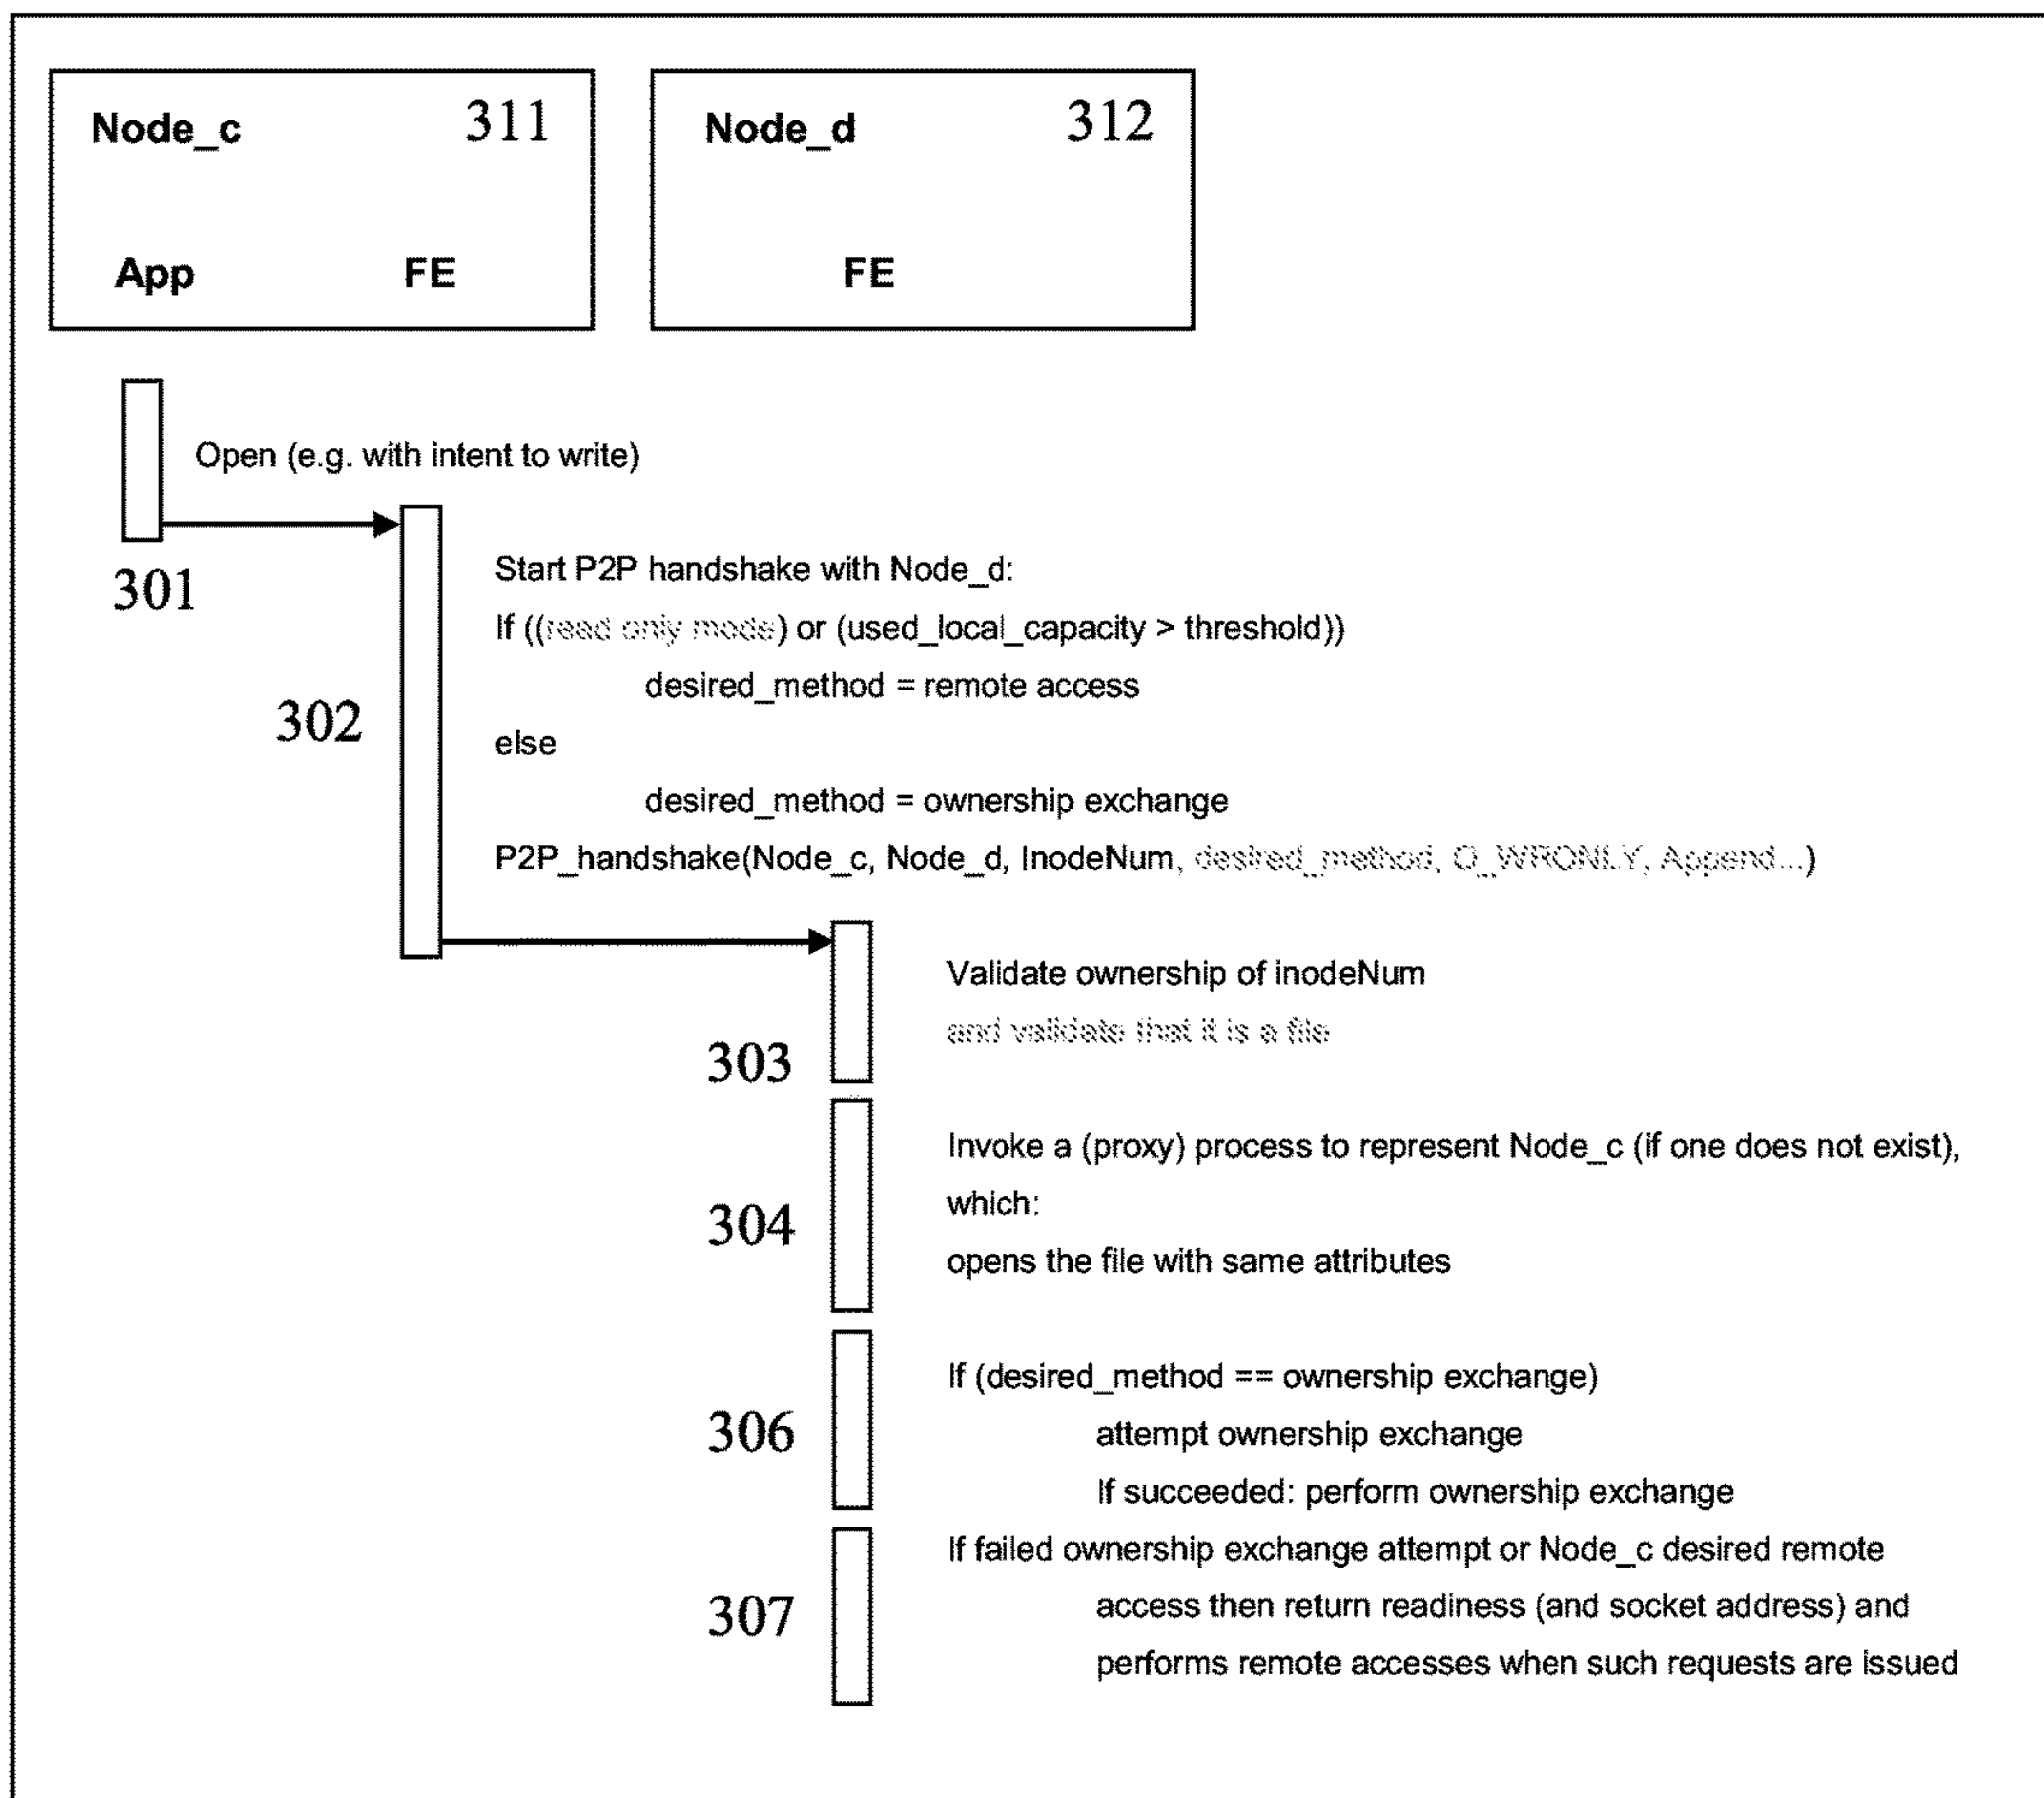 Node_c 311
Node_d 312
App FE
FE
Open (e.g. with intent to write)
301
Start P2P handshake with Node_d:
If ((read only mode) or (used_local_capacity > threshold))
desired_method = remote access
302
else
desired_method = ownership exchange
P2P_handshake(Node_c, Node_d, InodeNum, desired_method, O_WRONLY, Append...)
Validate ownership of inodeNum
and validate that it is a file
303
Invoke a (proxy) process to represent Node_c (if one does not exist),
which:
304
opens the file with same attributes
If (desired_method == ownership exchange)
306
attempt ownership exchange
If succeeded: perform ownership exchange
If failed ownership exchange attempt or Node_c desired remote
307
access then return readiness (and socket address) and
performs remote accesses when such requests are issued